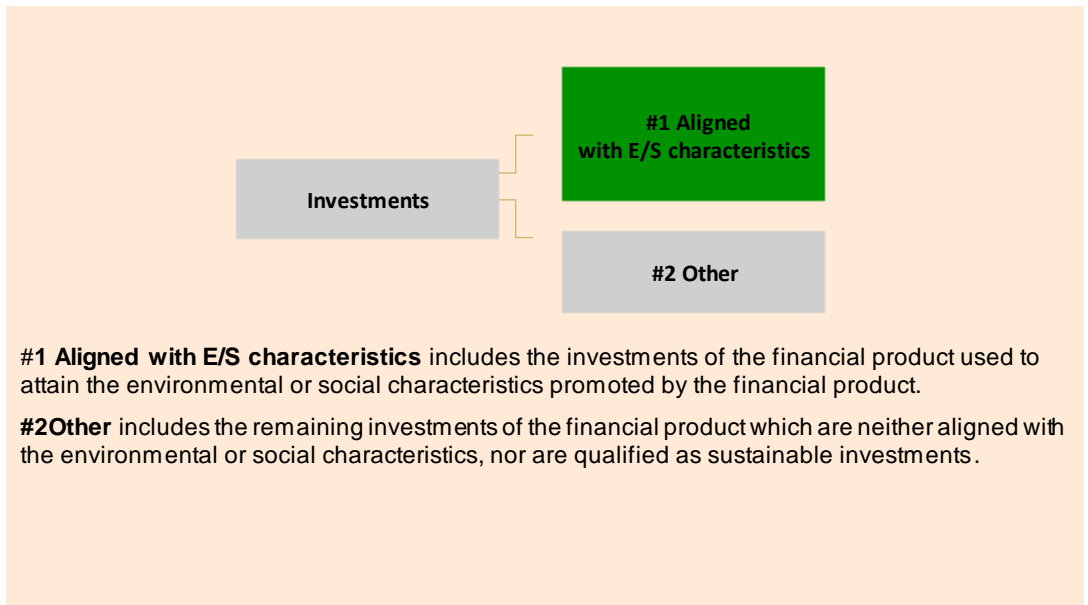 #1 Aligned
with E/S characteristics
Investments
#2 Other
#1 Aligned with E/S characteristics includes the investments of the financial product used to
attain the environmental or social characteristics promoted by the financial product.
#2Other includes the remaining investments of the financial product which are neither aligned with
the environmental or social characteristics, nor are qualified as sustainable investments.